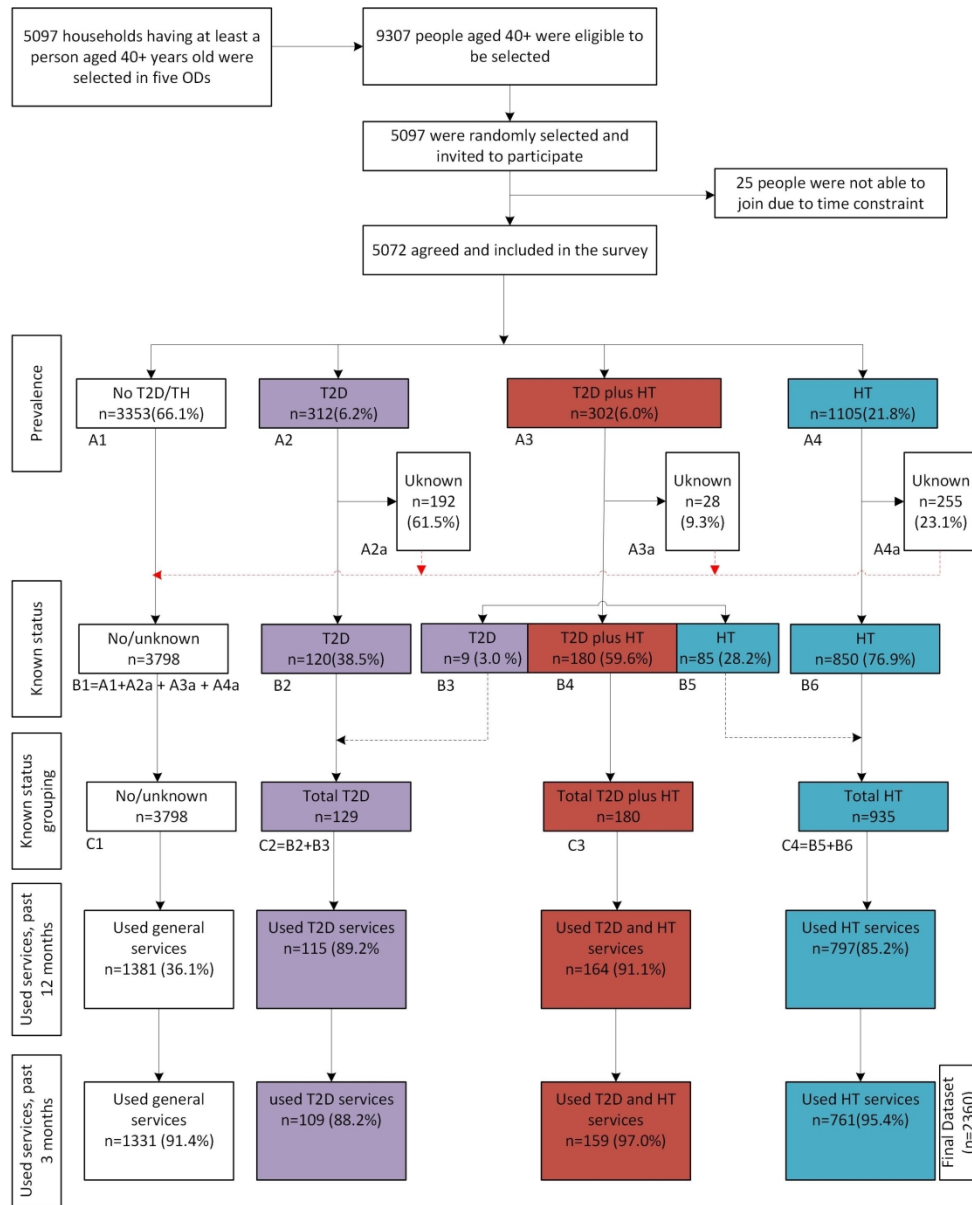 5097 households having at least a
person aged 40+ years old were
selected in five ODs
9307 people aged 40+ were eligible to
be selected
5097 were randomly selected and
invited to participate
25 people were not able to
join due to time constraint
5072 agreed and included in the survey
Prevalence
No T2D/TH
n=3353(66.1%)
A1
T2D
n=312(6.2%)
A2
T2D plus HT
n=302(6.0%)
A3
HT
n=1105(21.8%)
A4
Uknown
n=192
(61.5%)
A2a
Uknown
n=28
(9.3%)
A3a
Uknown
n=255
(23.1%)
A4a
Known status
No/unknown
n=3798
B1=A1+A2a + A3a + A4a
T2D
n=120(38.5%)
B2
T2D
n=9 (3.0 %)
B3
T2D plus HT
n=180 (59.6%)
B4
HT
n=85 (28.2%)
B5
HT
n=850 (76.9%)
B6
Known status
grouping
No/unknown
n=3798
C1
Total T2D
n=129
C2=B2+B3
Total T2D plus HT
n=180
C3
Total HT
n=935
C4=B5+B6
Used services, past
12 months
Used general
services
n=1381 (36.1%)
Used T2D services
n=115 (89.2%
Used T2D and HT
services
n=164 (91.1%)
Used HT services
n=797(85.2%)
Used services, past
3 months
Used general
services
n=1331 (91.4%)
used T2D services
n=109 (88.2%)
Used T2D and HT
services
n=159 (97.0%)
Used HT services
n=761(95.4%)
Final Dataset
(n=2360)